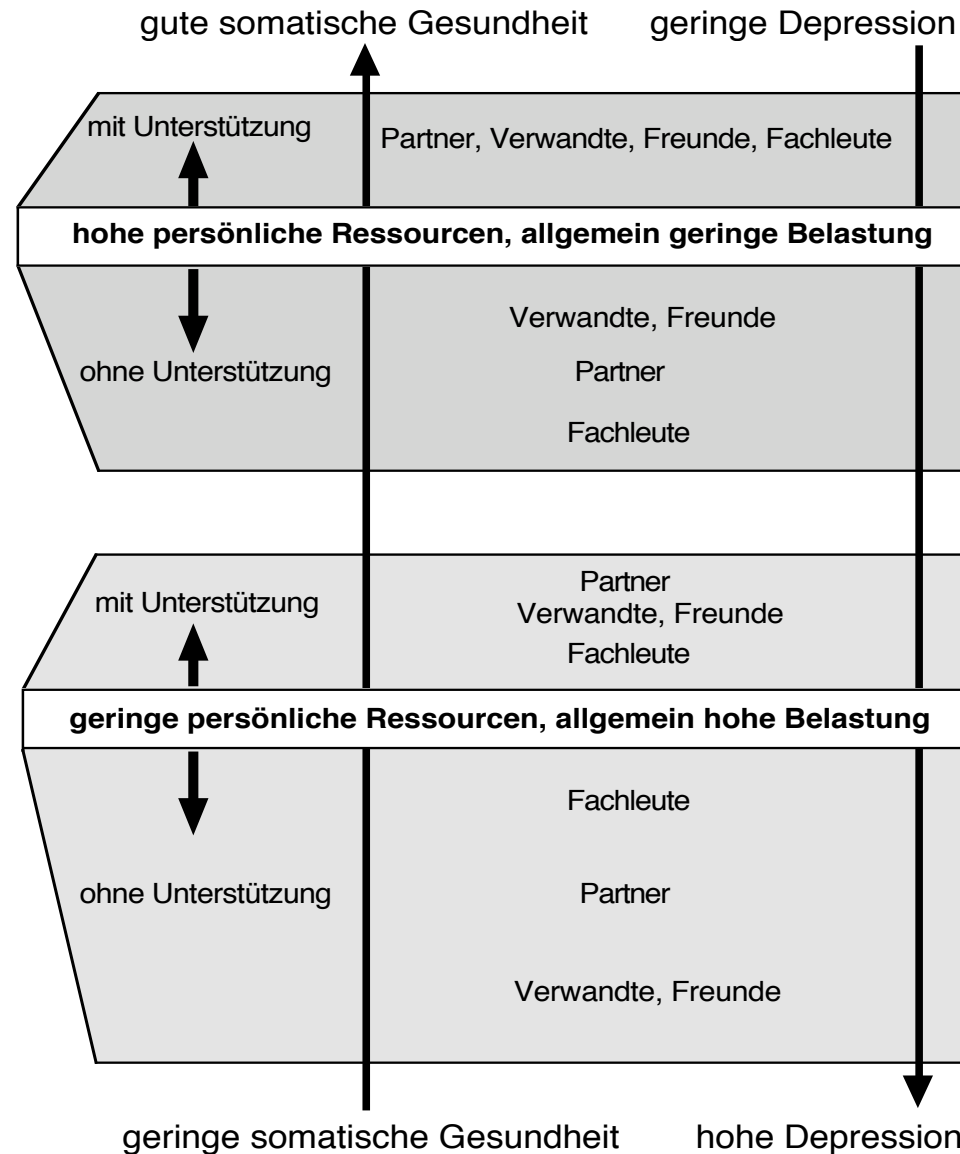 gute somatische Gesundheit geringe Depression
mit Unterstützung Partner, Verwandte, Freunde, Fachleute
hohe persönliche Ressourcen, allgemein geringe Belastung
Verwandte, Freunde
ohne Unterstützung Partner
Fachleute
Partner
mit Unterstützung Verwandte, Freunde
Fachleute
geringe persönliche Ressourcen, allgemein hohe Belastung
Fachleute
ohne Unterstützung Partner
Verwandte, Freunde
geringe somatische Gesundheit hohe Depression